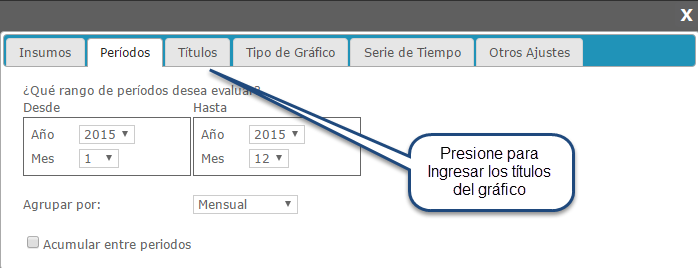 X
Insumos Períodos Títulos Tipo de Gráfico Serie de Tiempo Otros Ajustes
¿Qué rango de períodos desea evaluar?
Desde Hasta
Año 2015 Año 2015
Mes 1 Mes 12
Agrupar por: Mensual
Acumular entre periodos
Presione para
Ingresar los títulos
del gráfico